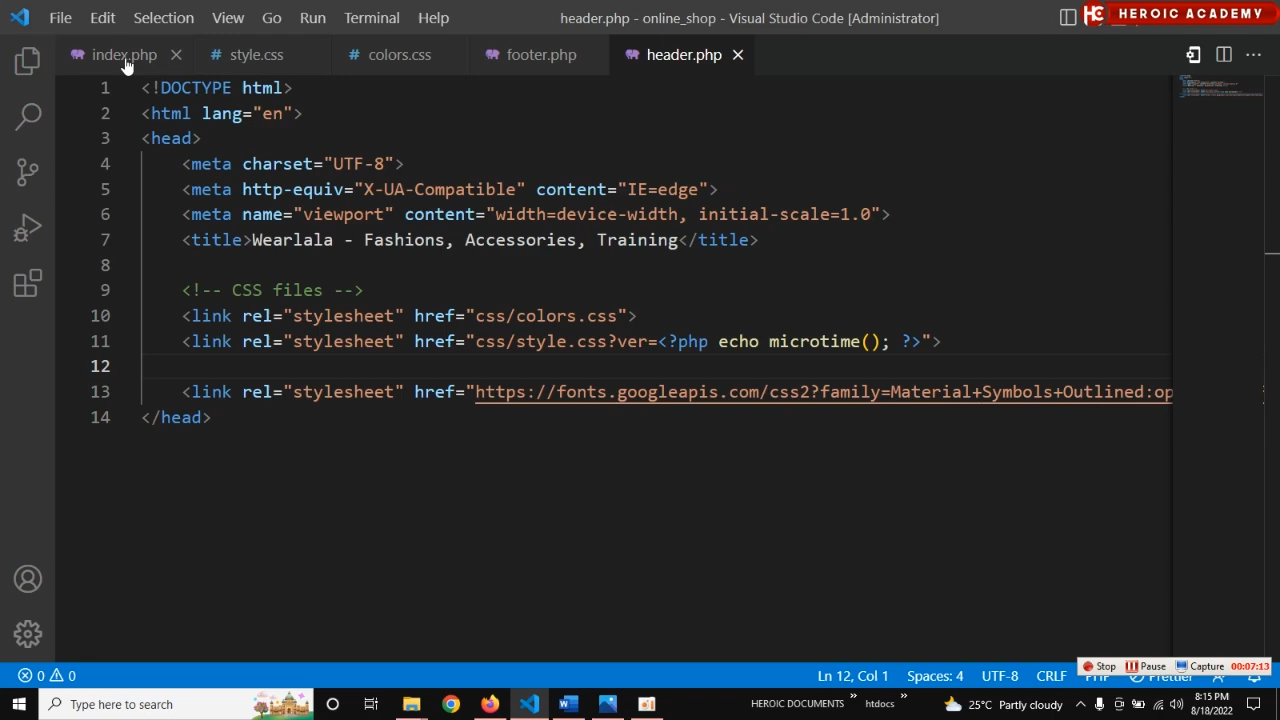 File Edit Selection View Go Run Terminal Help
header.php - online_shop - Visual Studio Code [Administrator]
HC HEROIC ACADEMY
index.php
# style.css
# colors.css
footer.php
header.php
1 <!DOCTYPE html>
2 <html lang="en">
3 <head>
4 <meta charset="UTF-8">
5 <meta http-equiv="X-UA-Compatible" content="IE=edge">
6 <meta name="viewport" content="width=device-width, initial-scale=1.0">
7 <title>Wearlala - Fashions, Accessories, Training</title>
8
9 <!-- CSS files -->
10 <link rel="stylesheet" href="css/colors.css">
11 <link rel="stylesheet" href="css/style.css?ver=<?php echo microtime(); ?>">
12
13 <link rel="stylesheet" href="https://fonts.googleapis.com/css2?family=Material+Symbols+Outlined:op
14 </head>
0 0
Ln 12, Col 1 Spaces: 4 UTF-8 CRLF PHP Prettier
Stop Pause Capture 00:07:13
Type here to search
HEROIC DOCUMENTS
htdocs
25°C Partly cloudy
8:15 PM
8/18/2022